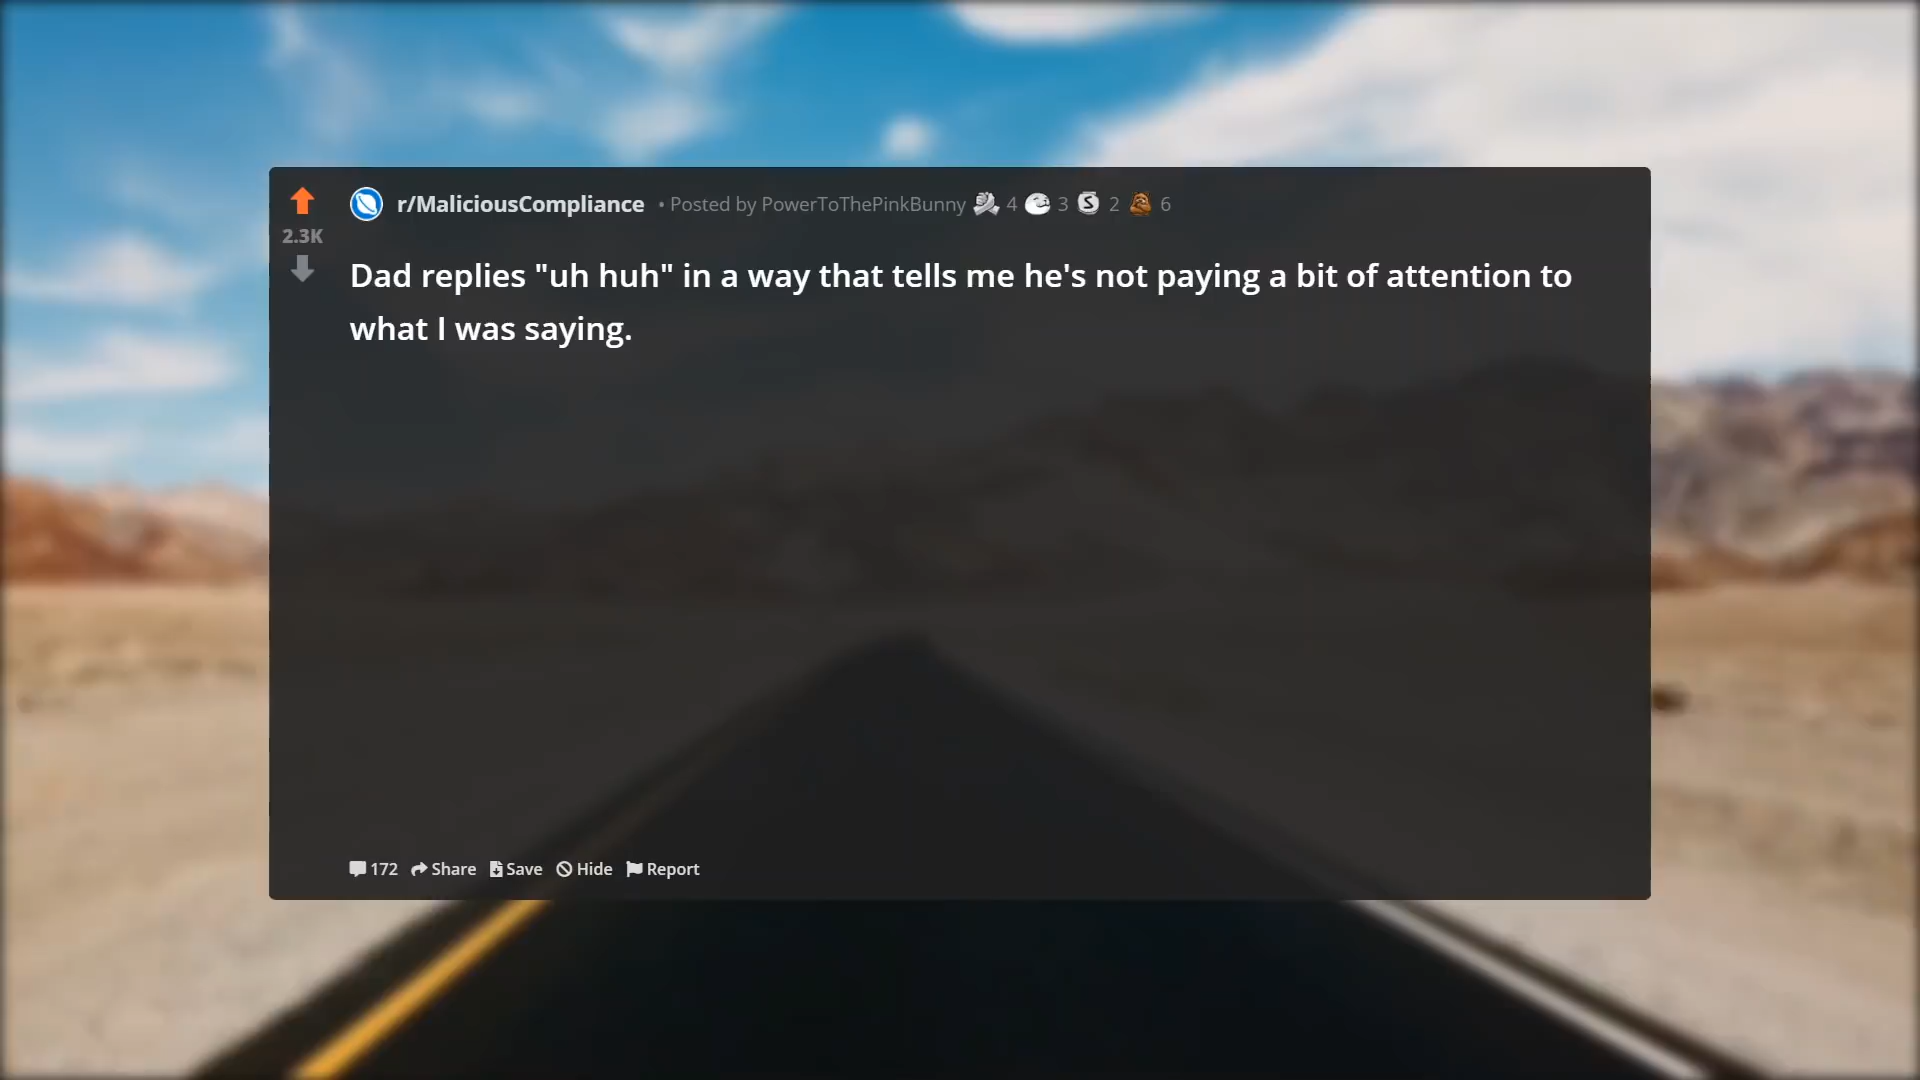 r/MaliciousCompliance • Posted by PowerToThePinkBunny 4 3 S 2 6
2.3K
Dad replies "uh huh" in a way that tells me he's not paying a bit of attention to
what I was saying.
172 Share Save Hide Report